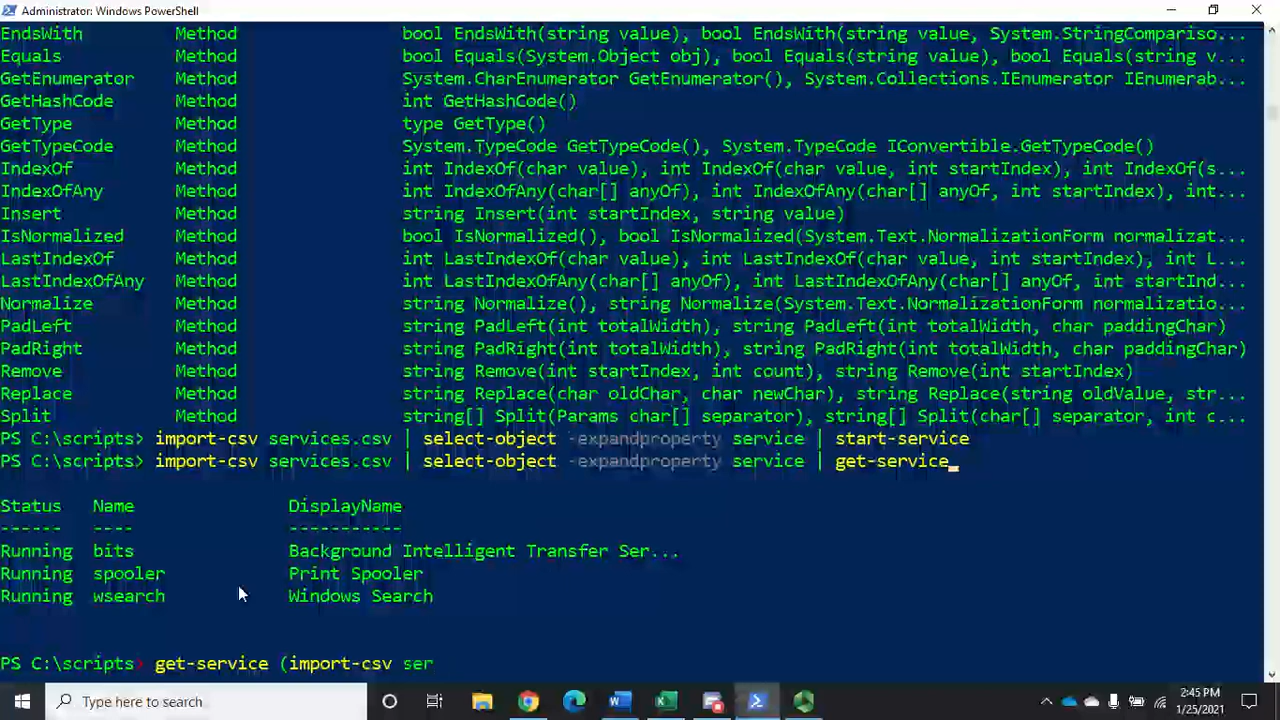 Administrator: Windows PowerShell
EndsWith Method bool EndsWith(string value), bool EndsWith(string value, System.StringCompariso...
Equals Method bool Equals(System.Object obj), bool Equals(string value), bool Equals(string v...
GetEnumerator Method System.CharEnumerator GetEnumerator(), System.Collections.IEnumerator IEnumerab...
GetHashCode Method int GetHashCode()
GetType Method type GetType()
GetTypeCode Method System.TypeCode GetTypeCode(), System.TypeCode IConvertible.GetTypeCode()
IndexOf Method int IndexOf(char value), int IndexOf(char value, int startIndex), int IndexOf(s...
IndexOfAny Method int IndexOfAny(char[] anyOf), int IndexOfAny(char[] anyOf, int startIndex), int...
Insert Method string Insert(int startIndex, string value)
IsNormalized Method bool IsNormalized(), bool IsNormalized(System.Text.NormalizationForm normalizat...
LastIndexOf Method int LastIndexOf(char value), int LastIndexOf(char value, int startIndex), int L...
LastIndexOfAny Method int LastIndexOfAny(char[] anyOf), int LastIndexOfAny(char[] anyOf, int startInd...
Normalize Method string Normalize(), string Normalize(System.Text.NormalizationForm normalizatio...
PadLeft Method string PadLeft(int totalWidth), string PadLeft(int totalWidth, char paddingChar)
PadRight Method string PadRight(int totalWidth), string PadRight(int totalWidth, char paddingChar)
Remove Method string Remove(int startIndex, int count), string Remove(int startIndex)
Replace Method string Replace(char oldChar, char newChar), string Replace(string oldValue, str...
Split Method string[] Split(Params char[] separator), string[] Split(char[] separator, int c...
PS C:\scripts> import-csv services.csv | select-object -expandproperty service | start-service
PS C:\scripts> import-csv services.csv | select-object -expandproperty service | get-service
Status Name DisplayName
------ ---- -----------
Running bits Background Intelligent Transfer Ser...
Running spooler Print Spooler
Running wsearch Windows Search
PS C:\scripts> get-service (import-csv ser
Type here to search
2:45 PM
1/25/2021